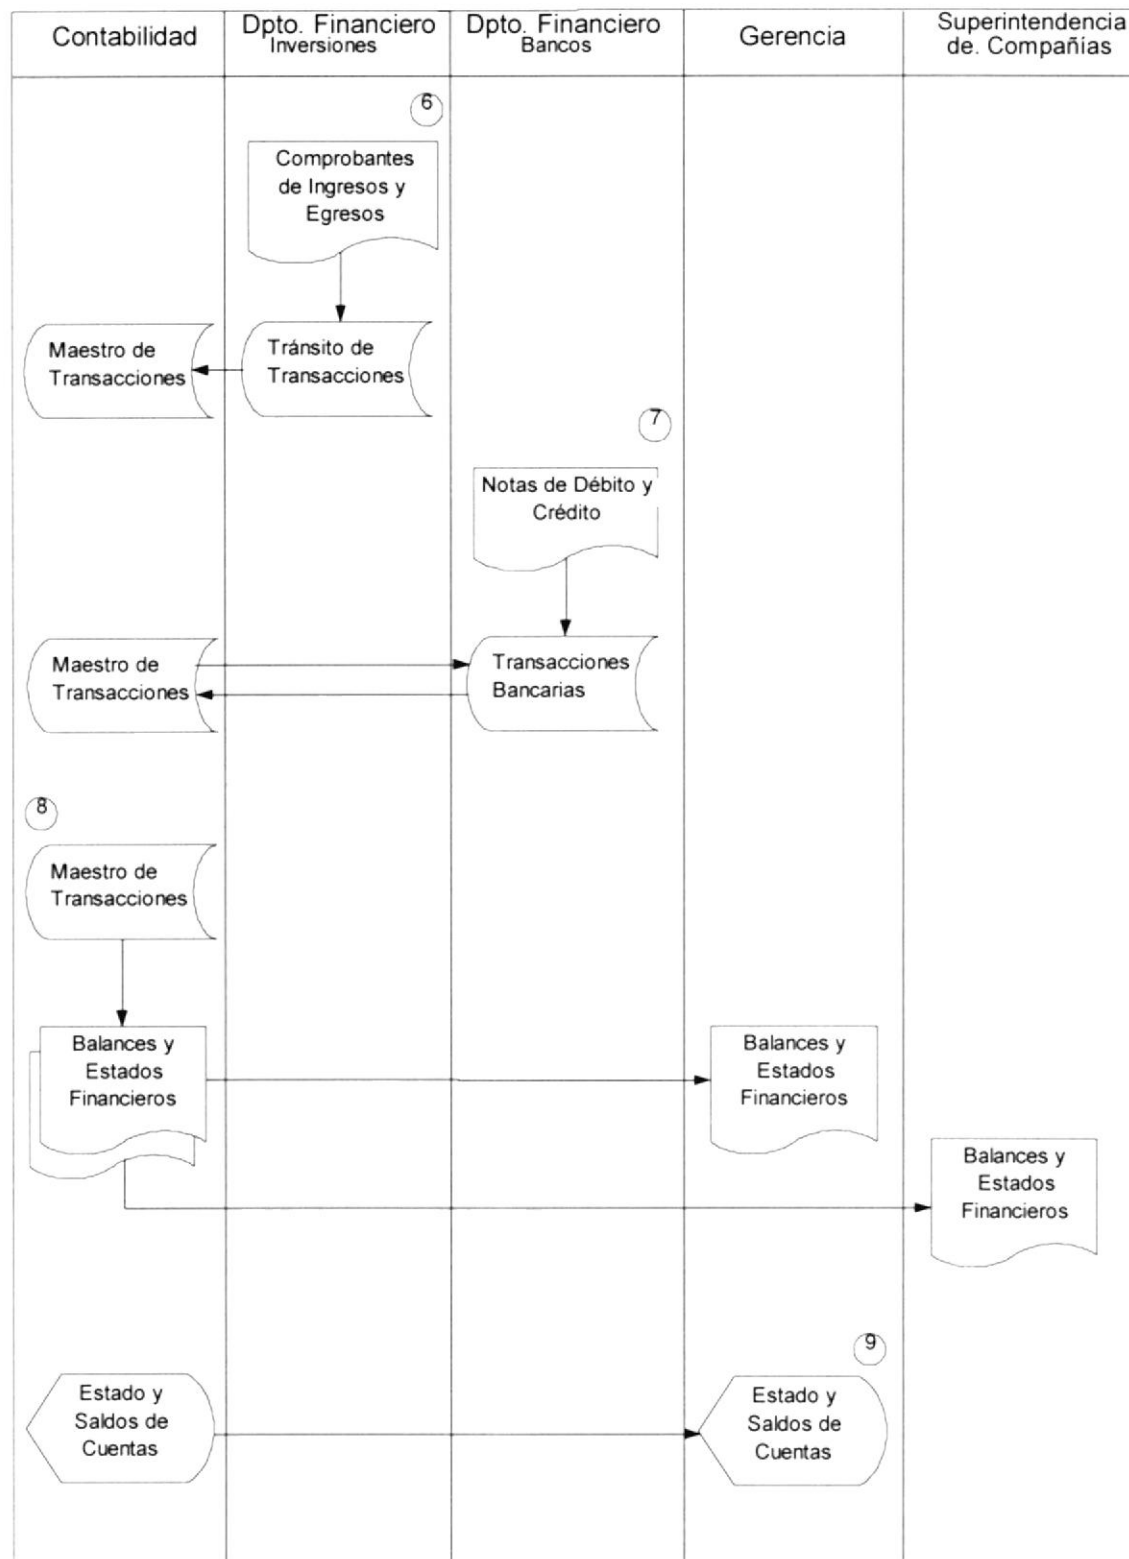 Contabilidad
Dpto. Financiero
Inversiones
Dpto. Financiero
Bancos
Gerencia
Superintendencia
de. Compañías
6
Comprobantes
de Ingresos y
Egresos
Maestro de
Transacciones
Tránsito de
Transacciones
7
Notas de Débito y
Crédito
Maestro de
Transacciones
Transacciones
Bancarias
8
Maestro de
Transacciones
Balances y
Estados
Financieros
Balances y
Estados
Financieros
Balances y
Estados
Financieros
9
Estado y
Saldos de
Cuentas
Estado y
Saldos de
Cuentas